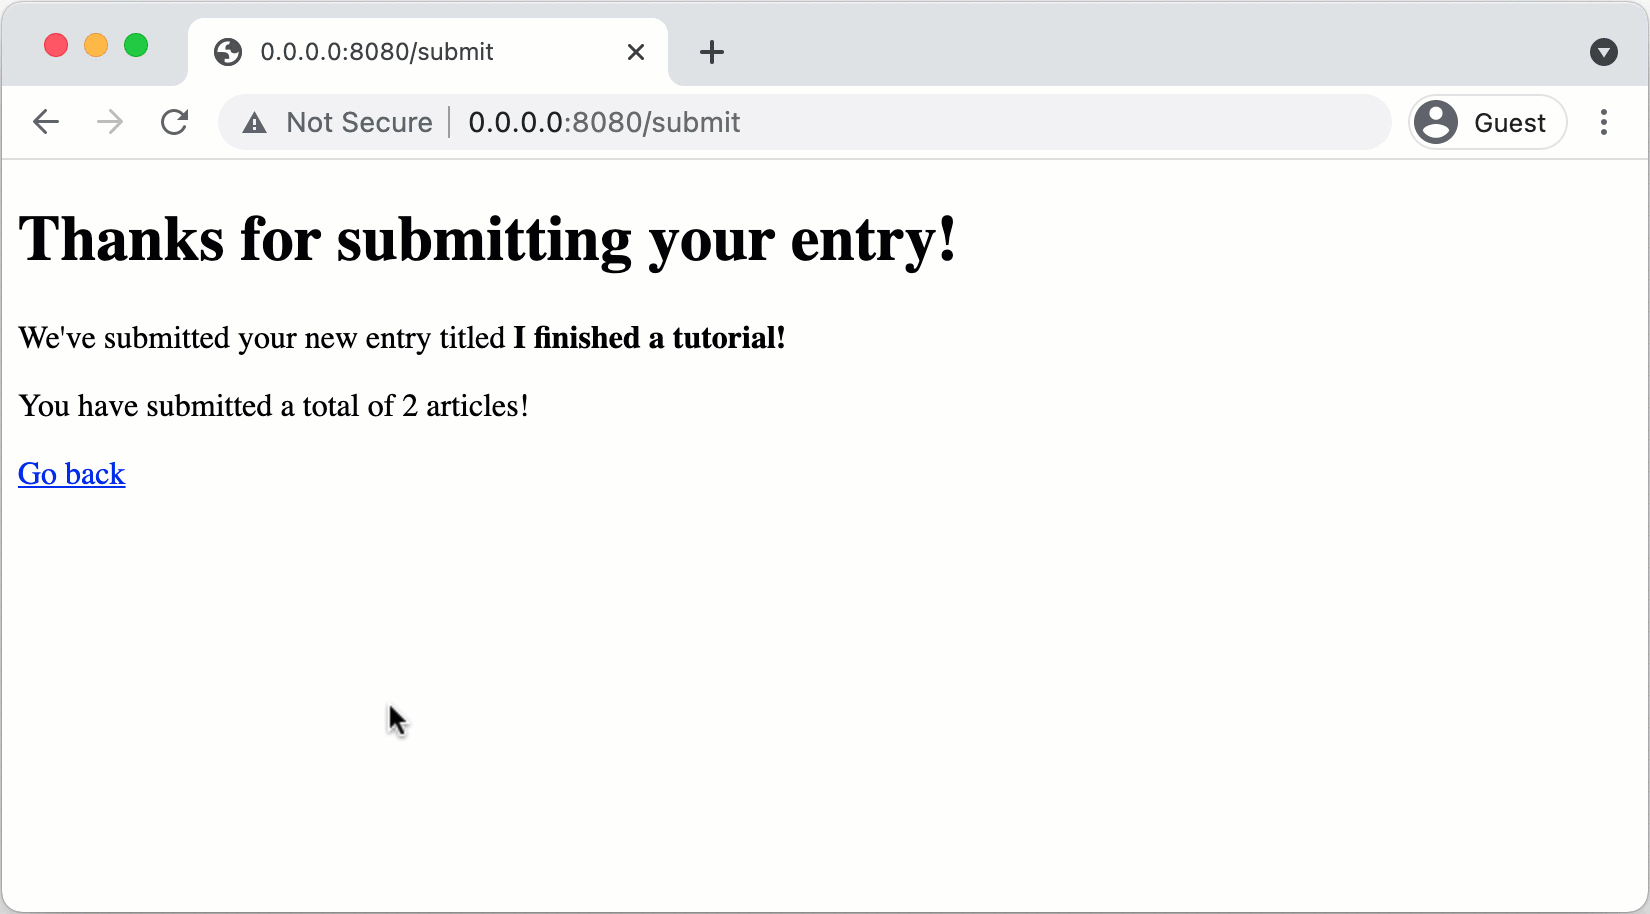 0.0.0.0:8080/submit
Not Secure 0.0.0.0:8080/submit Guest
Thanks for submitting your entry!
We've submitted your new entry titled I finished a tutorial!
You have submitted a total of 2 articles!
Go back